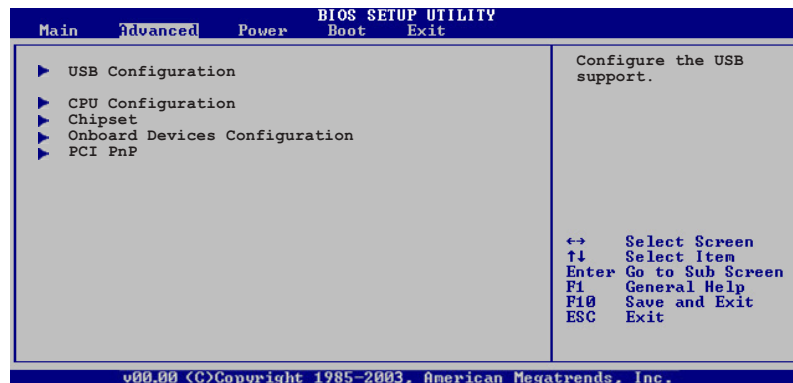 BIOS SETUP UTILITY
Main Advanced Power Boot Exit
USB Configuration
CPU Configuration
Chipset
Onboard Devices Configuration
PCI PnP
Configure the USB
support.
←→ Select Screen
↑↓ Select Item
Enter Go to Sub Screen
F1 General Help
F10 Save and Exit
ESC Exit
v00.00 (C)Copyright 1985-2003, American Megatrends, Inc.